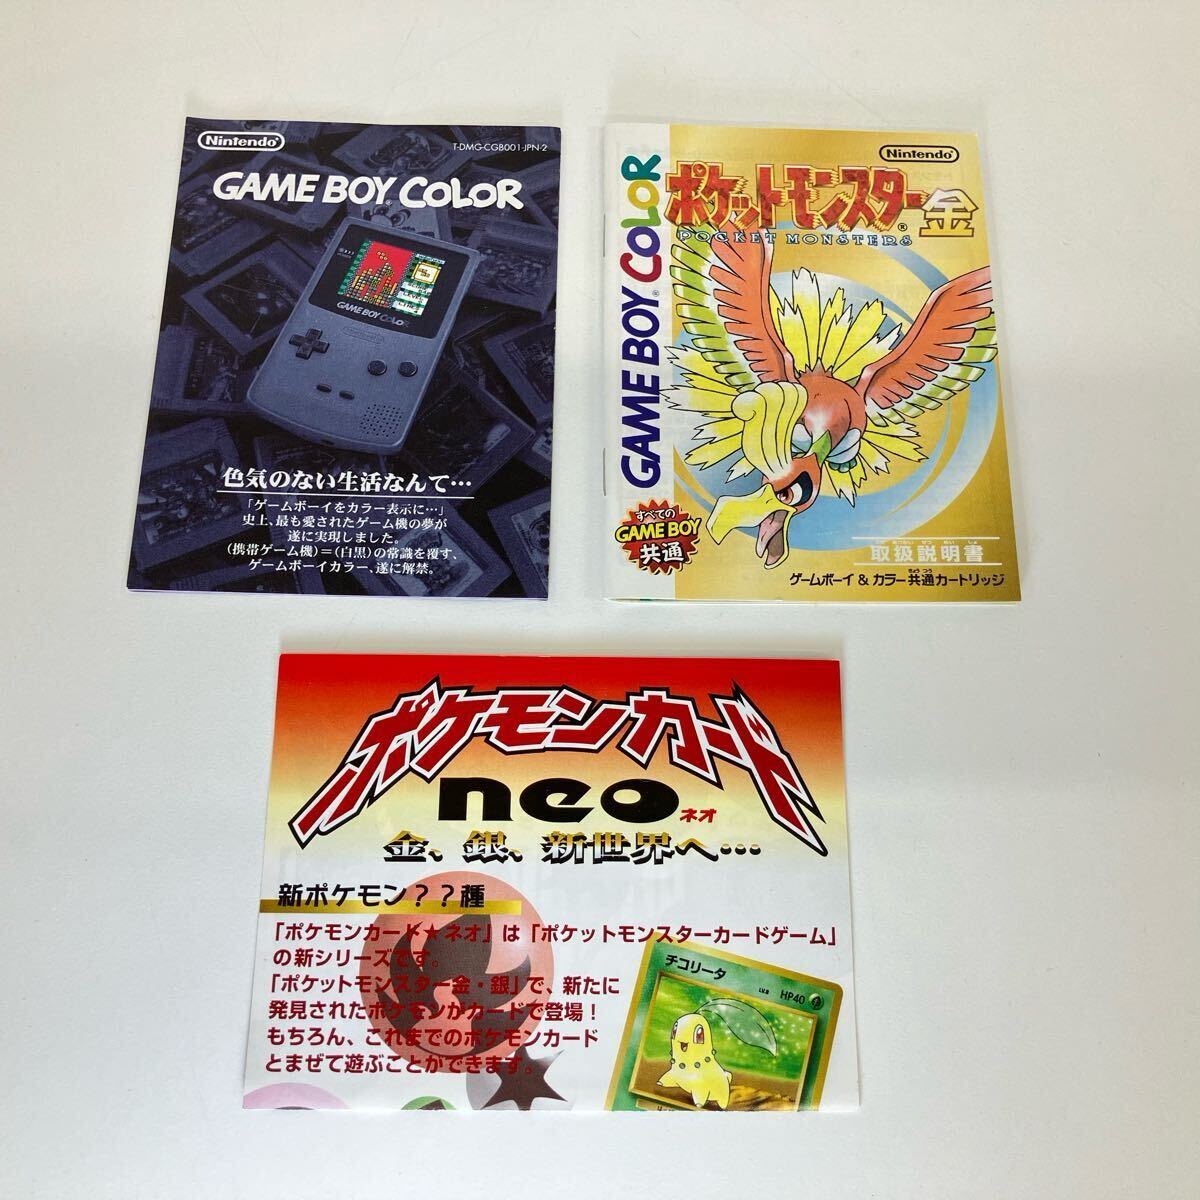 Nintendo
T-DMG-CGB001-JPN-2
GAME BOY COLOR
GAME BOY COLOR
色気のない生活なんて…
「ゲームボーイをカラー表示に…」
史上、最も愛されたゲーム機の夢が
遂に実現しました。
(携帯ゲーム機)=(白黒)の常識を覆す、
ゲームボーイカラー、遂に解禁。
GAME BOY COLOR
Nintendo
ポケットモンスター金
POCKET MONSTERS
すべての
GAME BOY
共通
取扱説明書
ゲームボーイ&カラー共通カートリッジ
ポケモンカード
neo
ネオ
金、銀、新世界へ…
新ポケモン??種
「ポケモンカード★ネオ」は「ポケットモンスターカードゲーム」
の新シリーズです。
「ポケットモンスター金・銀」で、新たに
発見されたポケモンがカードで登場!
もちろん、これまでのポケモンカード
とまぜて遊ぶことができます。
チコリータ
LV.8 HP40